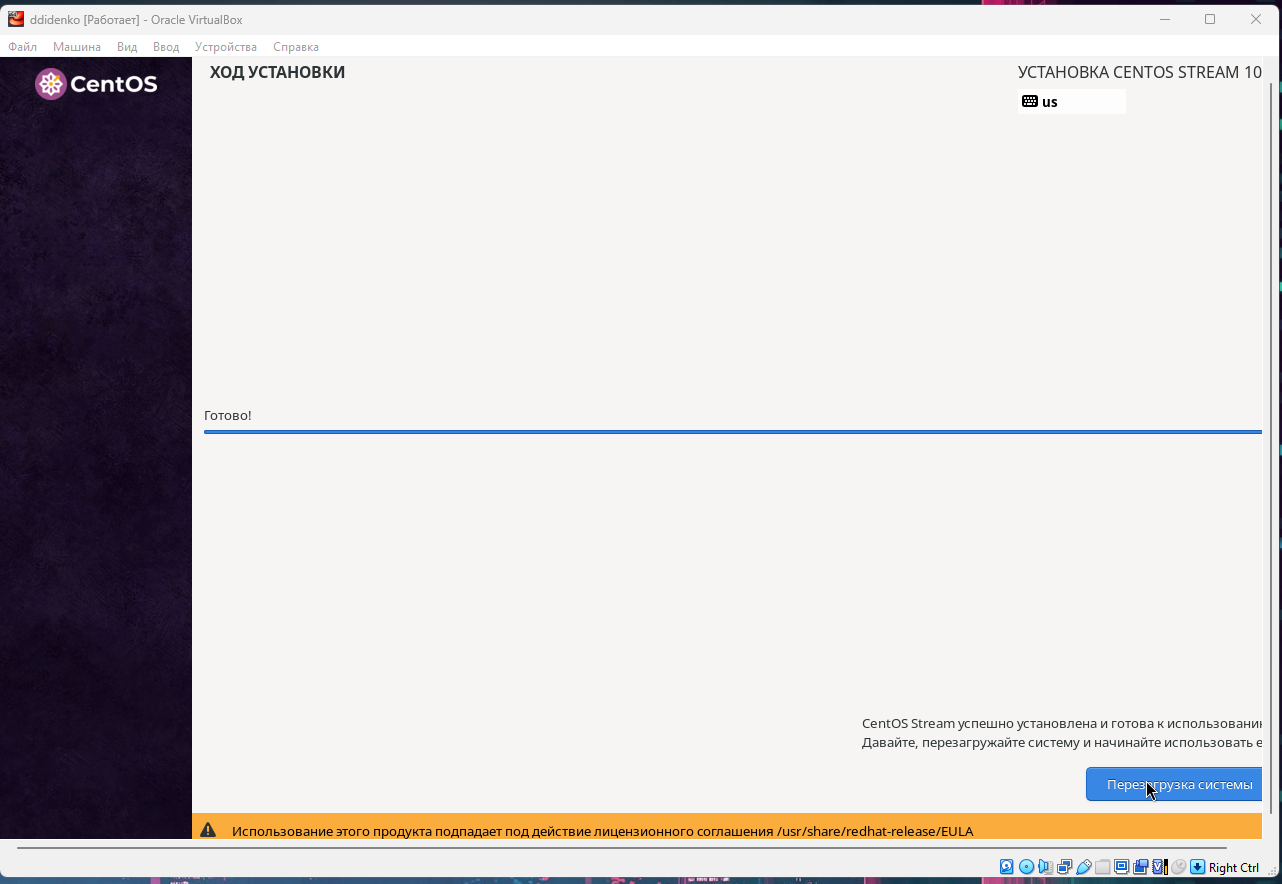 ddidenko [Работает] - Oracle VirtualBox
Файл Машина Вид Ввод Устройства Справка
CentOS
ХОД УСТАНОВКИ
УСТАНОВКА CENTOS STREAM 10
us
Готово!
CentOS Stream успешно установлена и готова к
Давайте, перезагружайте систему и начинайте использовать
Перезагрузка системы
Использование этого продукта подпадает под действие лицензионного соглашения /usr/share/redhat-release/EULA
Right Ctrl